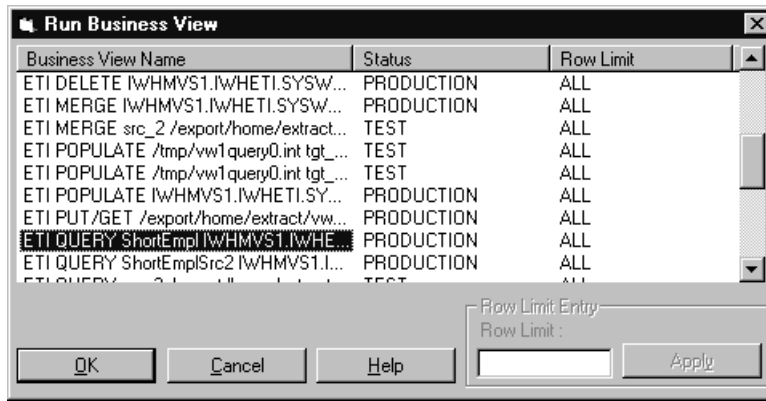 Run Business View
Business View Name Status Row Limit
ETI DELETE IWHMVS1.IWHETI.SYSW... PRODUCTION ALL
ETI MERGE IWHMVS1.IWHETI.SYSW... PRODUCTION ALL
ETI MERGE src_2 /export/home/extract... TEST ALL
ETI POPULATE /tmp/vw1query0.int tgt_... TEST ALL
ETI POPULATE /tmp/vw1query0.int tgt_... TEST ALL
ETI POPULATE IWHMVS1.IWHETI.SY... PRODUCTION ALL
ETI PUT/GET /export/home/extract/vw... PRODUCTION ALL
ETI QUERY ShortEmpl IWHMVS1.IWHE... PRODUCTION ALL
ETI QUERY ShortEmplSrc2 IWHMVS1.I... PRODUCTION ALL
ETI QUERY TEST ALL
Row Limit Entry
Row Limit :
OK Cancel Help Apply